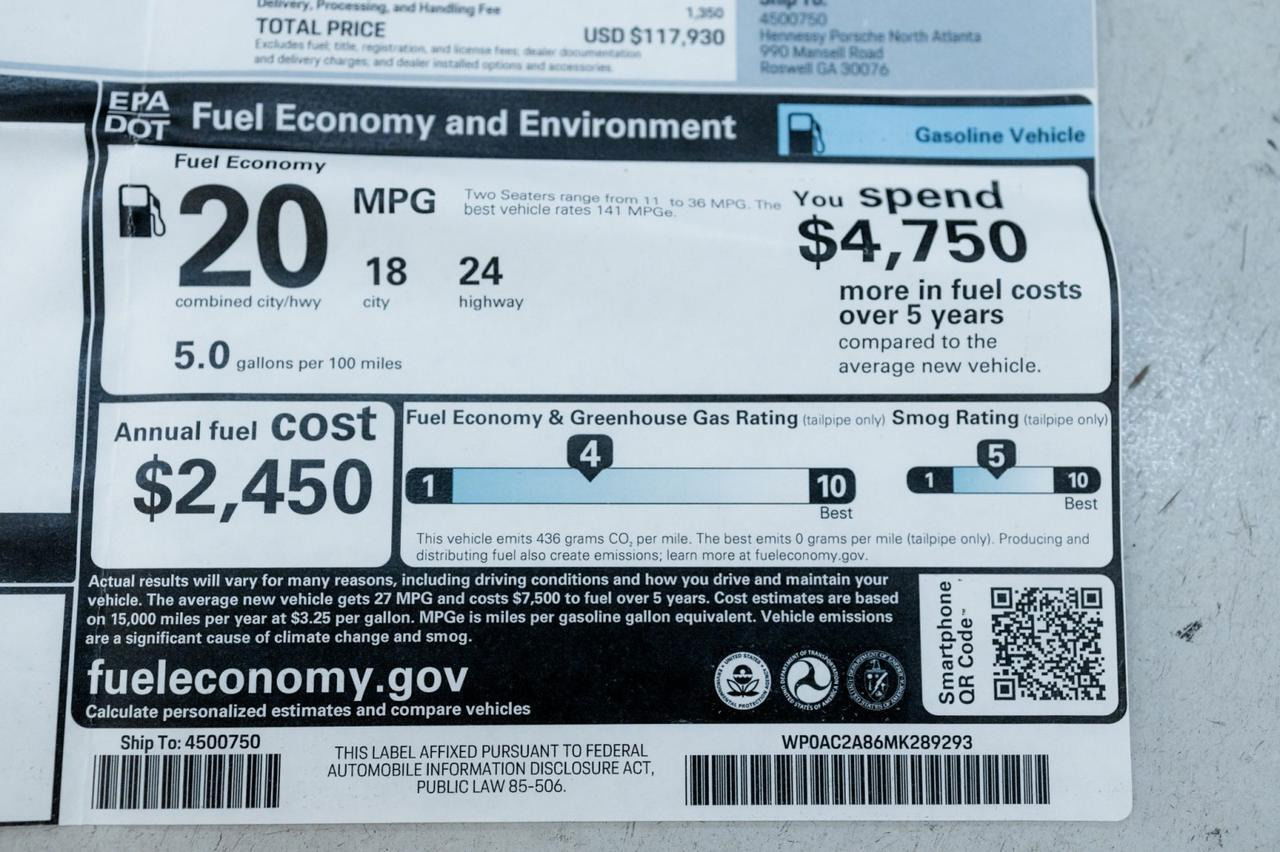 Delivery, Processing, and Handling Fee 1,350
TOTAL PRICE USD $117,930
Excludes fuel, title, registration, and license fees; dealer documentation
and delivery charges; and dealer installed options and accessories.
Ship To:
4500750
Hennessy Porsche North Atlanta
990 Mansell Road
Roswell GA 30076
EPA
DOT
Fuel Economy and Environment
Gasoline Vehicle
Fuel Economy
20
MPG
Two Seaters range from 11 to 36 MPG. The
best vehicle rates 141 MPGe.
combined city/hwy
18
city
24
highway
5.0 gallons per 100 miles
You spend
$4,750
more in fuel costs
over 5 years
compared to the
average new vehicle.
Annual fuel cost
$2,450
Fuel Economy & Greenhouse Gas Rating (tailpipe only)
4
1
10
Best
Smog Rating (tailpipe only)
5
1
10
Best
This vehicle emits 436 grams CO₂ per mile. The best emits 0 grams per mile (tailpipe only). Producing and
distributing fuel also create emissions; learn more at fueleconomy.gov.
Actual results will vary for many reasons, including driving conditions and how you drive and maintain your
vehicle. The average new vehicle gets 27 MPG and costs $7,500 to fuel over 5 years. Cost estimates are based
on 15,000 miles per year at $3.25 per gallon. MPGe is miles per gasoline gallon equivalent. Vehicle emissions
are a significant cause of climate change and smog.
fueleconomy.gov
Calculate personalized estimates and compare vehicles
Smartphone
QR Code™
Ship To: 4500750
THIS LABEL AFFIXED PURSUANT TO FEDERAL
AUTOMOBILE INFORMATION DISCLOSURE ACT,
PUBLIC LAW 85-506.
WP0AC2A86MK289293